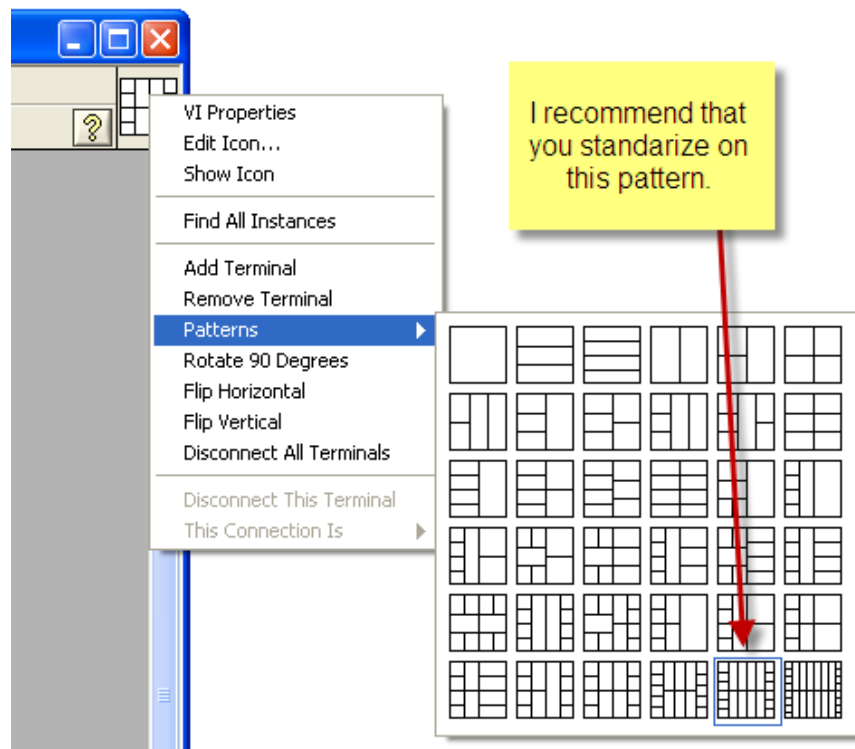 VI Properties
Edit Icon...
Show Icon
Find All Instances
Add Terminal
Remove Terminal
Patterns
Rotate 90 Degrees
Flip Horizontal
Flip Vertical
Disconnect All Terminals
Disconnect This Terminal
This Connection Is
I recommend that
you standarize on
this pattern.